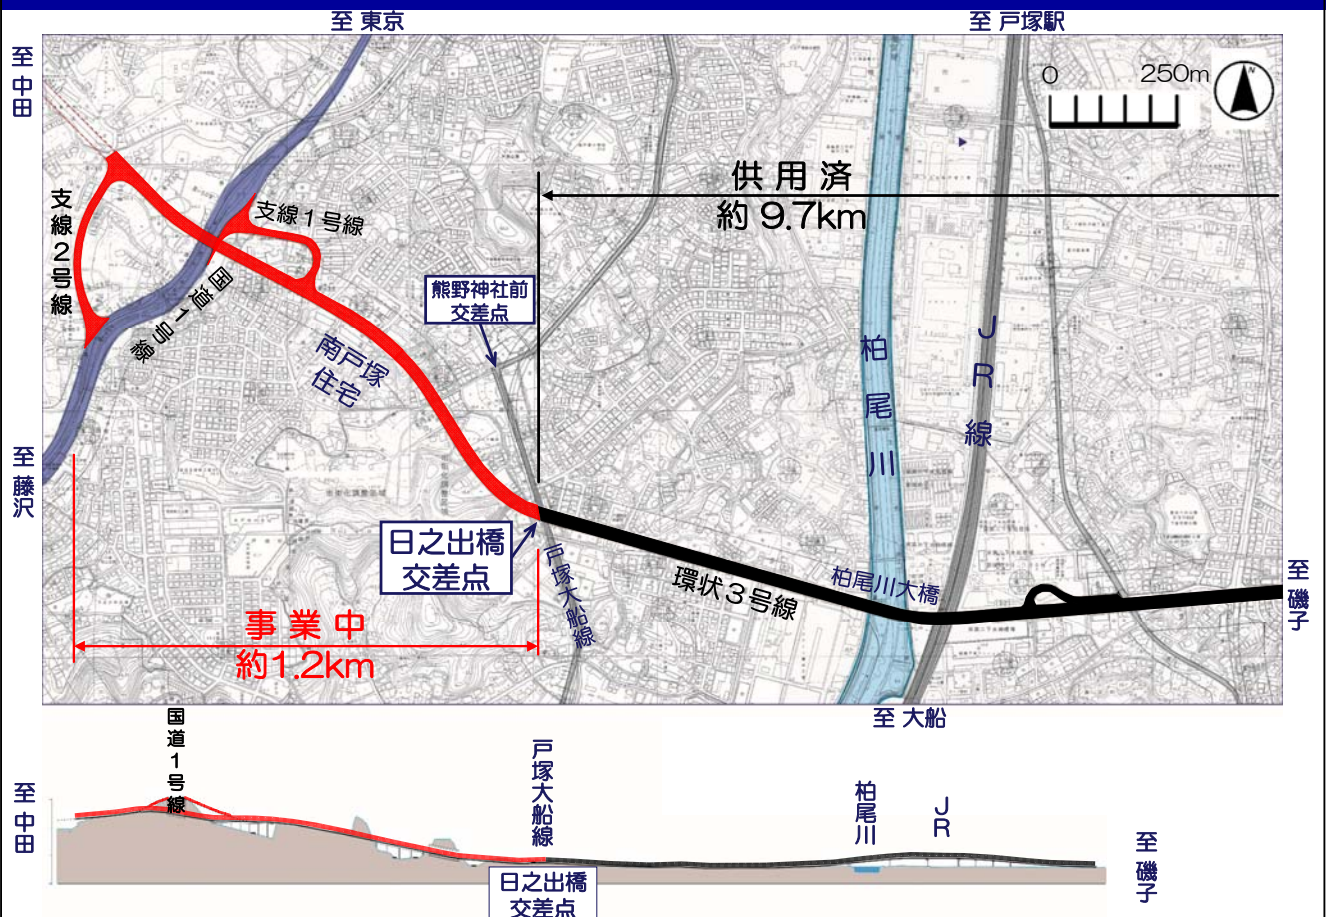 至 東京
至 戸塚駅
至 中田
0 250m
N
供用済
約9.7km
支線2号線
支線1号線
国道1号線
熊野神社前
交差点
南戸塚
住宅
柏尾川
JR線
至 藤沢
日之出橋
交差点
戸塚大船線
環状3号線
柏尾川大橋
至 磯子
事業中
約1.2km
至 大船
国道1号線
戸塚大船線
柏尾川
JR
至 中田
至 磯子
日之出橋
交差点